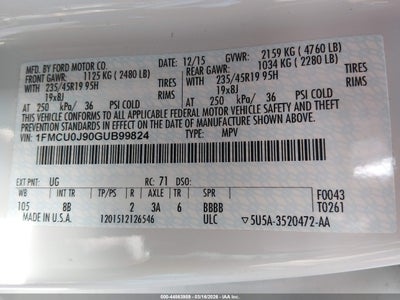 MFD. BY FORD MOTOR CO. 12/15 GVWR: 2159 KG (4760 LB)
FRONT GAWR: 1125 KG (2480 LB) REAR GAWR: 1034 KG (2280 LB)
WITH 235/45R19 95H TIRES WITH 235/45R19 95H TIRES
19x8J RIMS 19x8J RIMS
AT 250 kPa/ 36 PSI COLD AT 250 kPa/ 36 PSI COLD
THIS VEHICLE CONFORMS TO ALL APPLICABLE FEDERAL MOTOR VEHICLE SAFETY AND THEFT PREVENTION STANDARDS IN EFFECT ON THE DATE OF MANUFACTURE SHOWN ABOVE.
VIN: 1FMCU0J90GUB99824 TYPE: MPV
EXT PNT: UG RC: 71 DSO:
WB INT TR TP/PS R AXLE TR SPR F0043
105 8B 2 3A 6 BBBB T0261
MADE IN U.S.A. 1201512126546 ULC ▽5U5A-3520472-AA